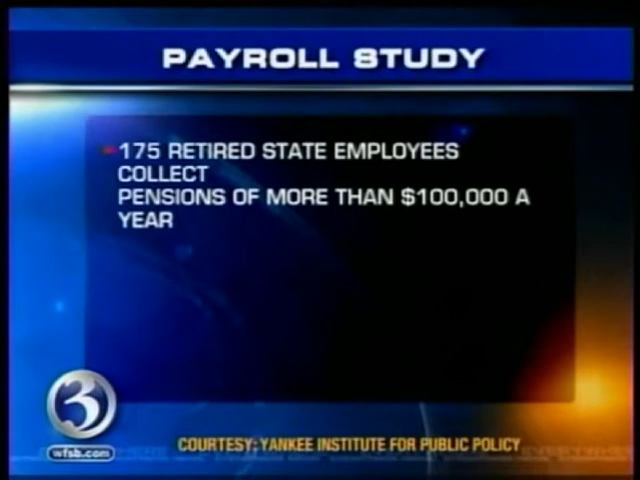 PAYROLL STUDY
175 RETIRED STATE EMPLOYEES
COLLECT
PENSIONS OF MORE THAN $100,000 A
YEAR
3
wfsb.com
COURTESY: YANKEE INSTITUTE FOR PUBLIC POLICY